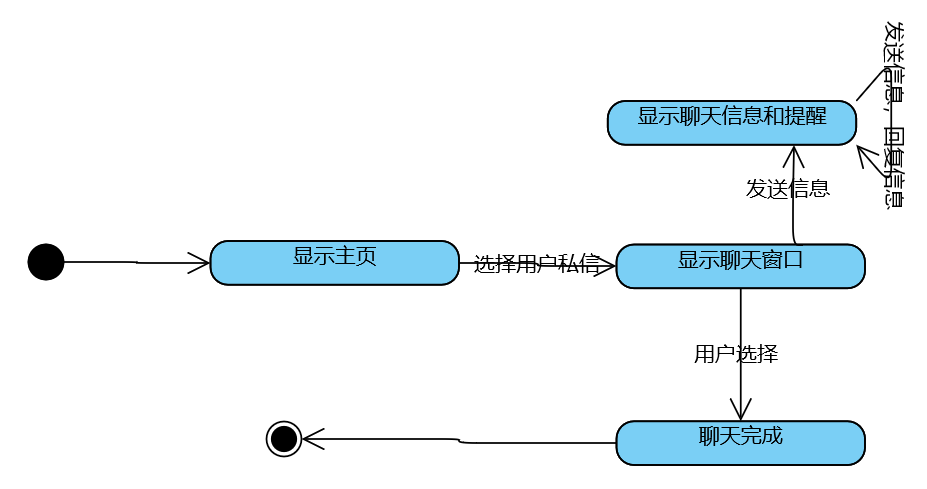 显示聊天信息和提醒
发送信息，回复信息
发送信息
显示主页
选择用户私信
显示聊天窗口
用户选择
聊天完成